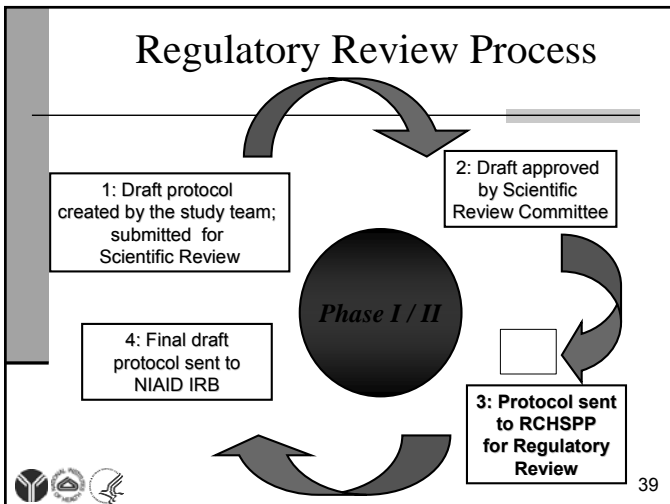 Regulatory Review Process
1: Draft protocol
created by the study team;
submitted for
Scientific Review
2: Draft approved
by Scientific
Review Committee
Phase I / II
3: Protocol sent
to RCHSPP
for Regulatory
Review
4: Final draft
protocol sent to
NIAID IRB
39